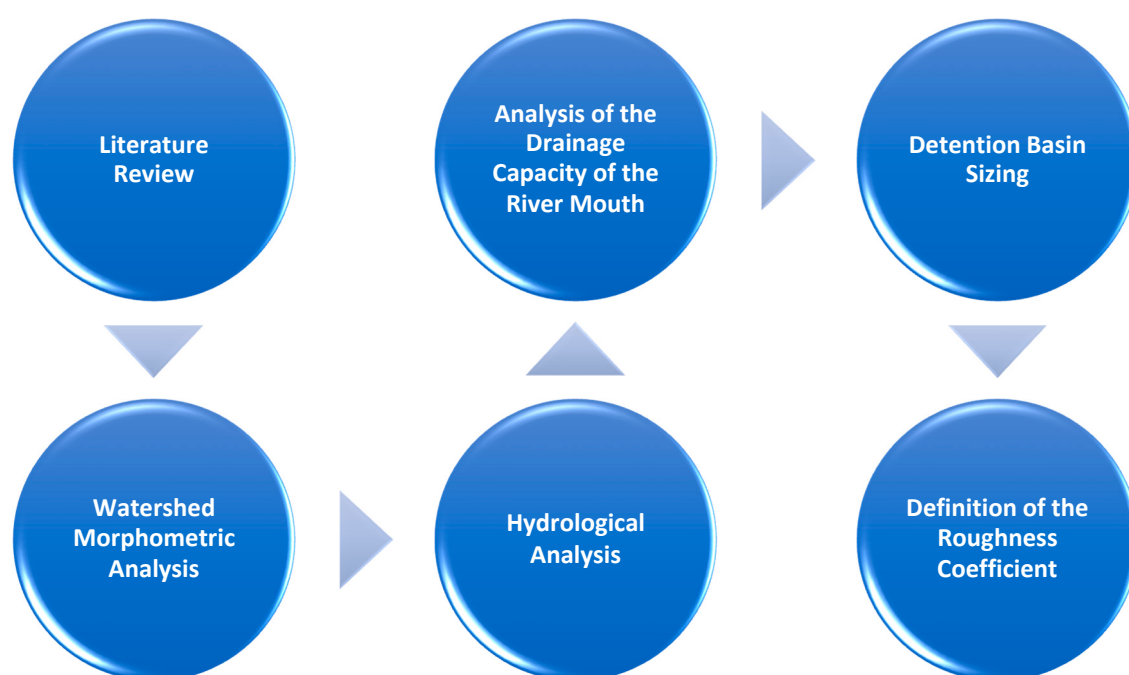 Literature
Review
Analysis of the
Drainage
Capacity of the
River Mouth
Detention Basin
Sizing
Watershed
Morphometric
Analysis
Hydrological
Analysis
Definition of the
Roughness
Coefficient